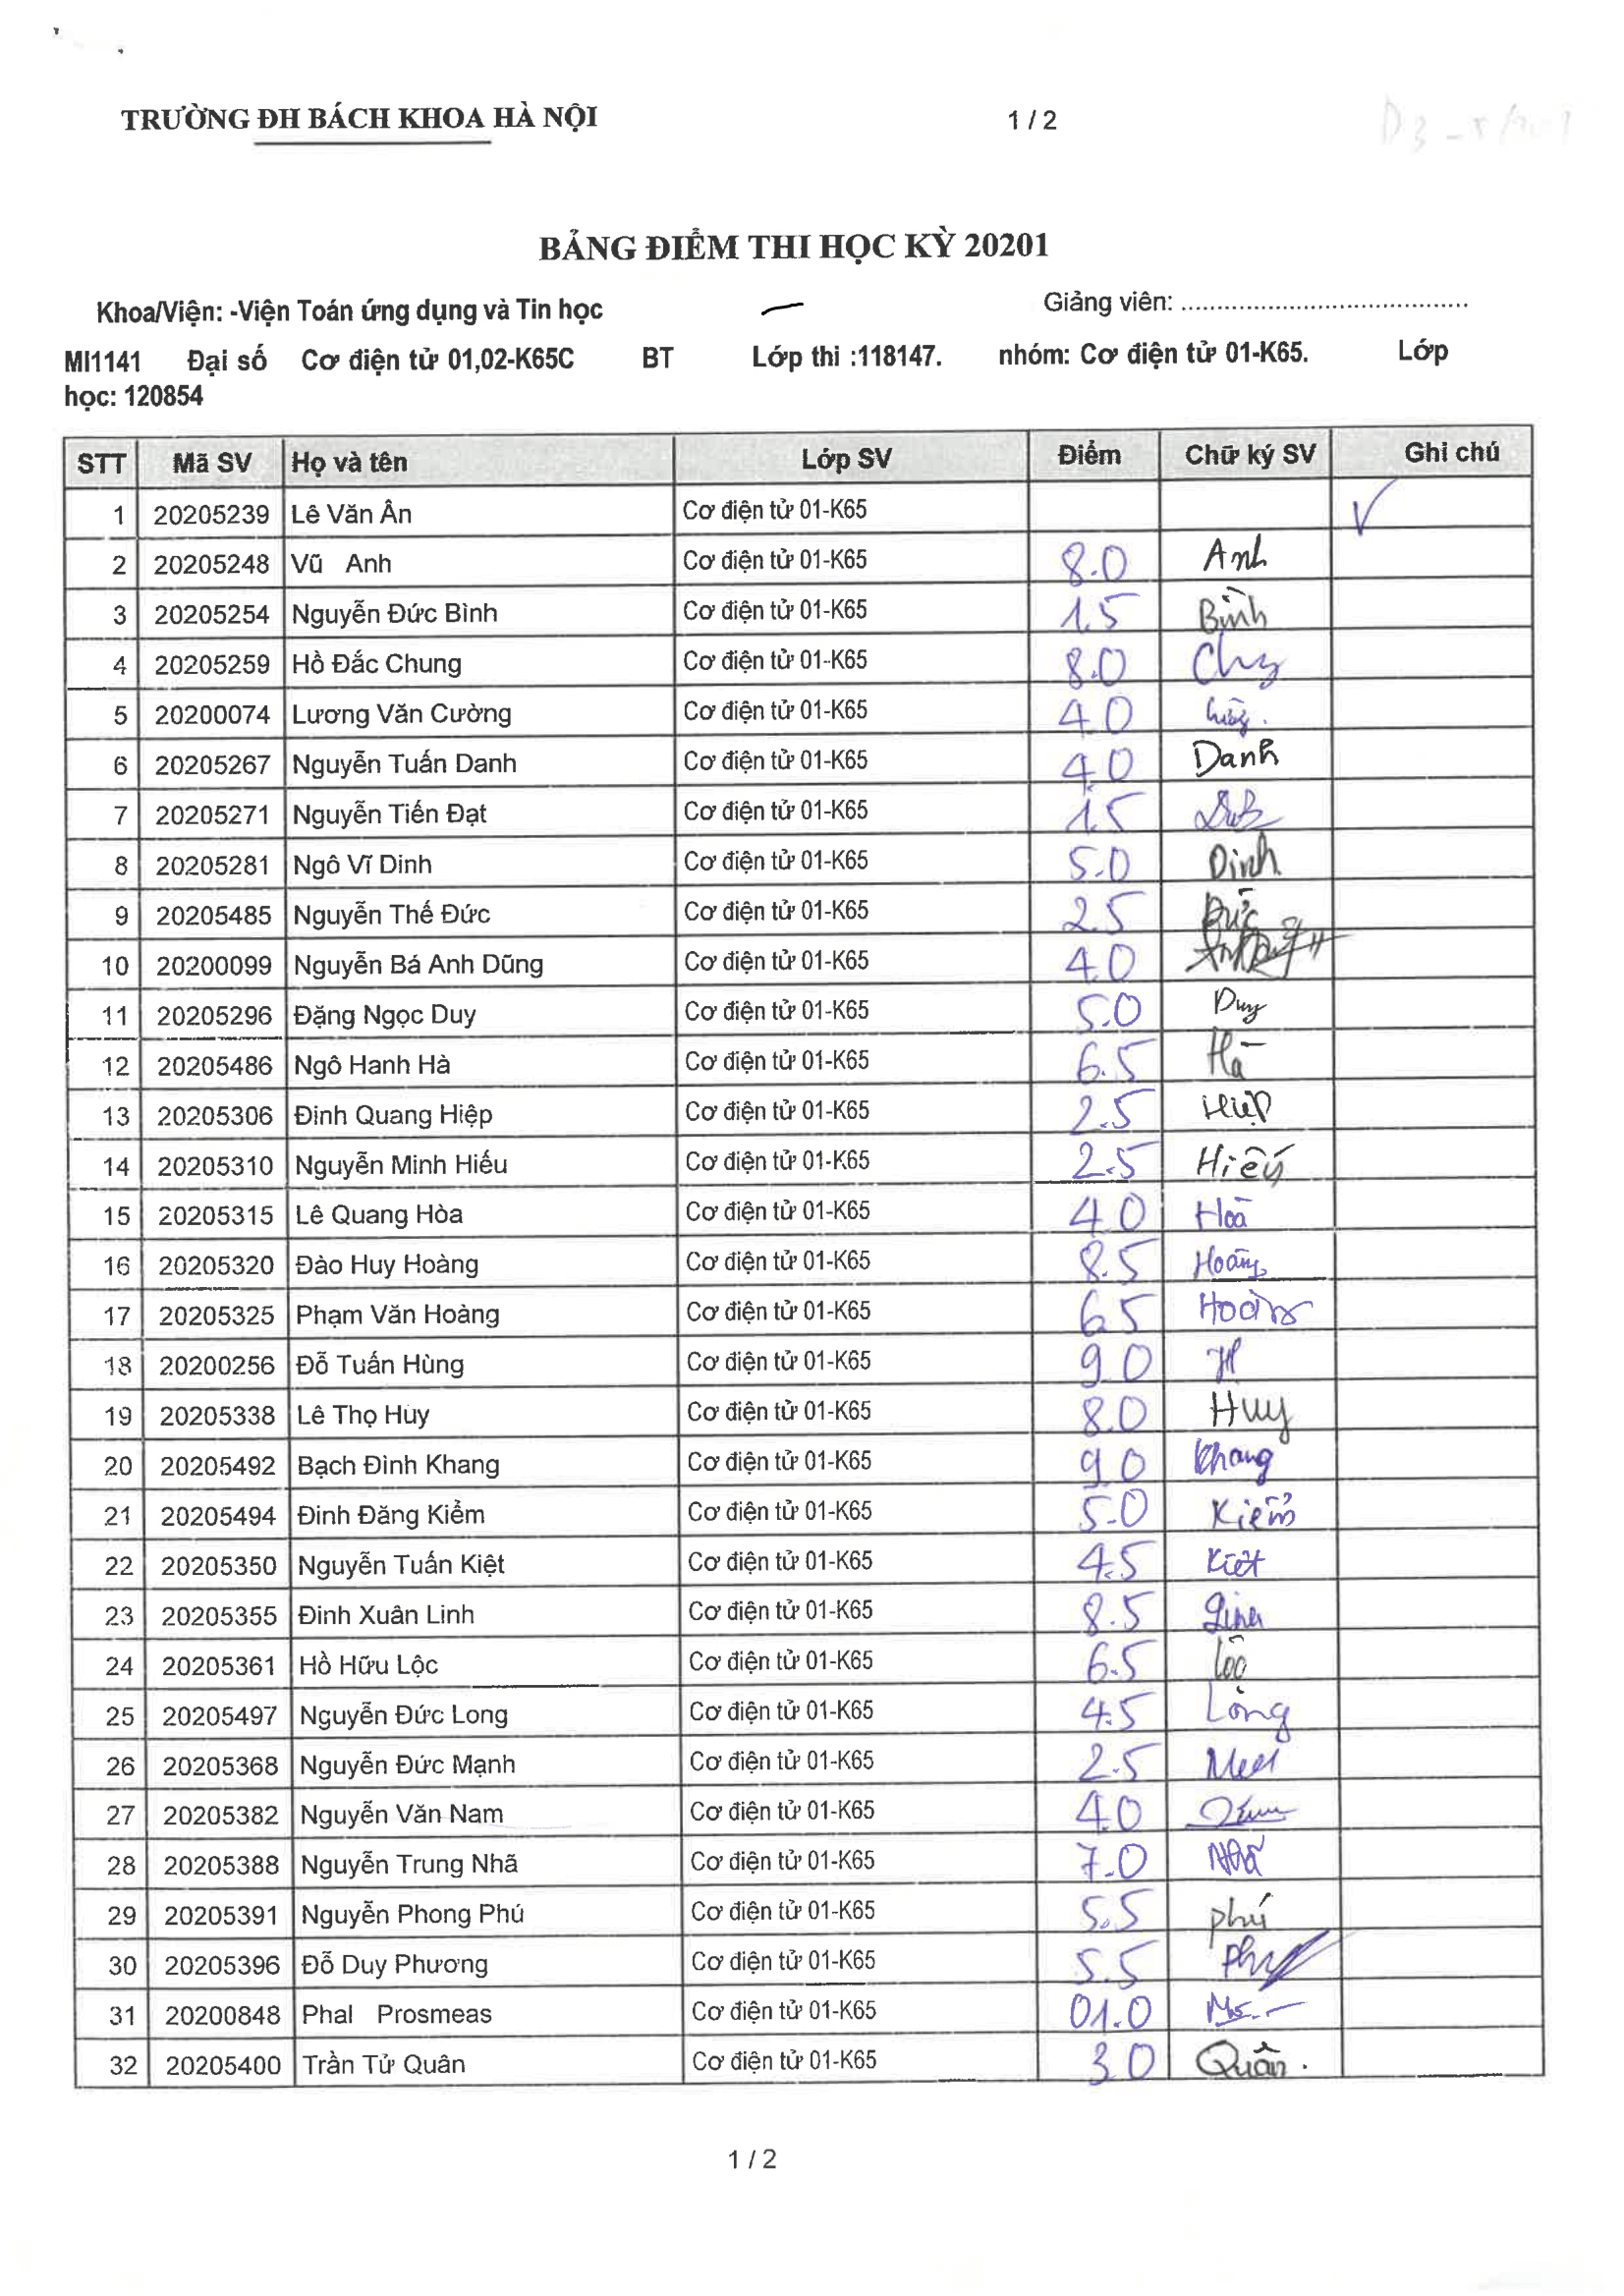 TRƯỜNG ĐH BÁCH KHOA HÀ NỘI 1 / 2
BẢNG ĐIỂM THI HỌC KỲ 20201
Khoa/Viện: -Viện Toán ứng dụng và Tin học Giảng viên: ......................................
MI1141 Đại số Cơ điện tử 01,02-K65C BT Lớp thi :118147. nhóm: Cơ điện tử 01-K65. Lớp
học: 120854
STT Mã SV Họ và tên Lớp SV Điểm Chữ ký SV Ghi chú
1 20205239 Lê Văn Ân Cơ điện tử 01-K65
2 20205248 Vũ Anh Cơ điện tử 01-K65 8.0 Anh
3 20205254 Nguyễn Đức Bình Cơ điện tử 01-K65 1.5 Bình
4 20205259 Hồ Đắc Chung Cơ điện tử 01-K65 8.0
5 20200074 Lương Văn Cường Cơ điện tử 01-K65 4.0
6 20205267 Nguyễn Tuấn Danh Cơ điện tử 01-K65 4.0 Danh
7 20205271 Nguyễn Tiến Đạt Cơ điện tử 01-K65 1.5
8 20205281 Ngô Vĩ Dinh Cơ điện tử 01-K65 5.0 Dinh
9 20205485 Nguyễn Thế Đức Cơ điện tử 01-K65 2.5 Đức
10 20200099 Nguyễn Bá Anh Dũng Cơ điện tử 01-K65 4.0
11 20205296 Đặng Ngọc Duy Cơ điện tử 01-K65 5.0 Duy
12 20205486 Ngô Hanh Hà Cơ điện tử 01-K65 6.5 Hà
13 20205306 Đinh Quang Hiệp Cơ điện tử 01-K65 2.5 Hiệp
14 20205310 Nguyễn Minh Hiếu Cơ điện tử 01-K65 2.5 Hiếu
15 20205315 Lê Quang Hòa Cơ điện tử 01-K65 4.0 Hoà
16 20205320 Đào Huy Hoàng Cơ điện tử 01-K65 8.5 Hoàng
17 20205325 Phạm Văn Hoàng Cơ điện tử 01-K65 6.5 Hoàng
18 20200256 Đỗ Tuấn Hùng Cơ điện tử 01-K65 9.0
19 20205338 Lê Thọ Huy Cơ điện tử 01-K65 8.0 Huy
20 20205492 Bạch Đình Khang Cơ điện tử 01-K65 9.0 Khang
21 20205494 Đinh Đăng Kiểm Cơ điện tử 01-K65 5.0 Kiểm
22 20205350 Nguyễn Tuấn Kiệt Cơ điện tử 01-K65 4.5 Kiệt
23 20205355 Đinh Xuân Linh Cơ điện tử 01-K65 8.5 Linh
24 20205361 Hồ Hữu Lộc Cơ điện tử 01-K65 6.5 Lộc
25 20205497 Nguyễn Đức Long Cơ điện tử 01-K65 4.5 Long
26 20205368 Nguyễn Đức Mạnh Cơ điện tử 01-K65 2.5
27 20205382 Nguyễn Văn Nam Cơ điện tử 01-K65 4.0
28 20205388 Nguyễn Trung Nhã Cơ điện tử 01-K65 7.0 Nhã
29 20205391 Nguyễn Phong Phú Cơ điện tử 01-K65 5.5 Phú
30 20205396 Đỗ Duy Phương Cơ điện tử 01-K65 5.5
31 20200848 Phal Prosmeas Cơ điện tử 01-K65 01.0
32 20205400 Trần Tử Quân Cơ điện tử 01-K65 3.0 Quân.
1 / 2